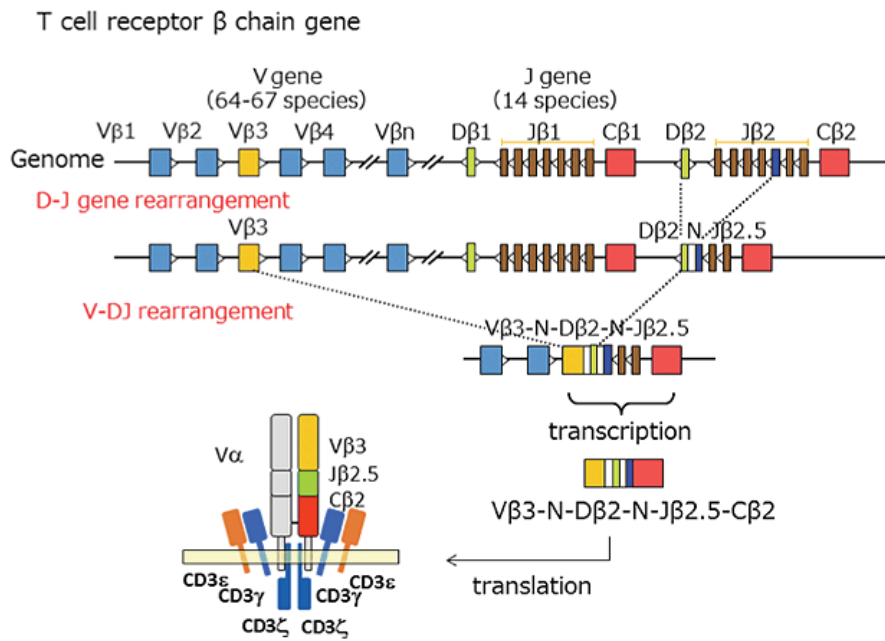 T cell receptor β chain gene
V gene
(64-67 species)
J gene
(14 species)
Vβ1 Vβ2 Vβ3 Vβ4 Vβn Dβ1 Jβ1 Cβ1 Dβ2 Jβ2 Cβ2
Genome
D-J gene rearrangement
Vβ3
Dβ2 N Jβ2.5
V-DJ rearrangement
Vβ3-N-Dβ2-N-Jβ2.5
transcription
Vβ3-N-Dβ2-N-Jβ2.5-Cβ2
translation
Vα
Vβ3
Jβ2.5
Cβ2
CD3ε CD3γ CD3ζ CD3ζ CD3γ CD3ε